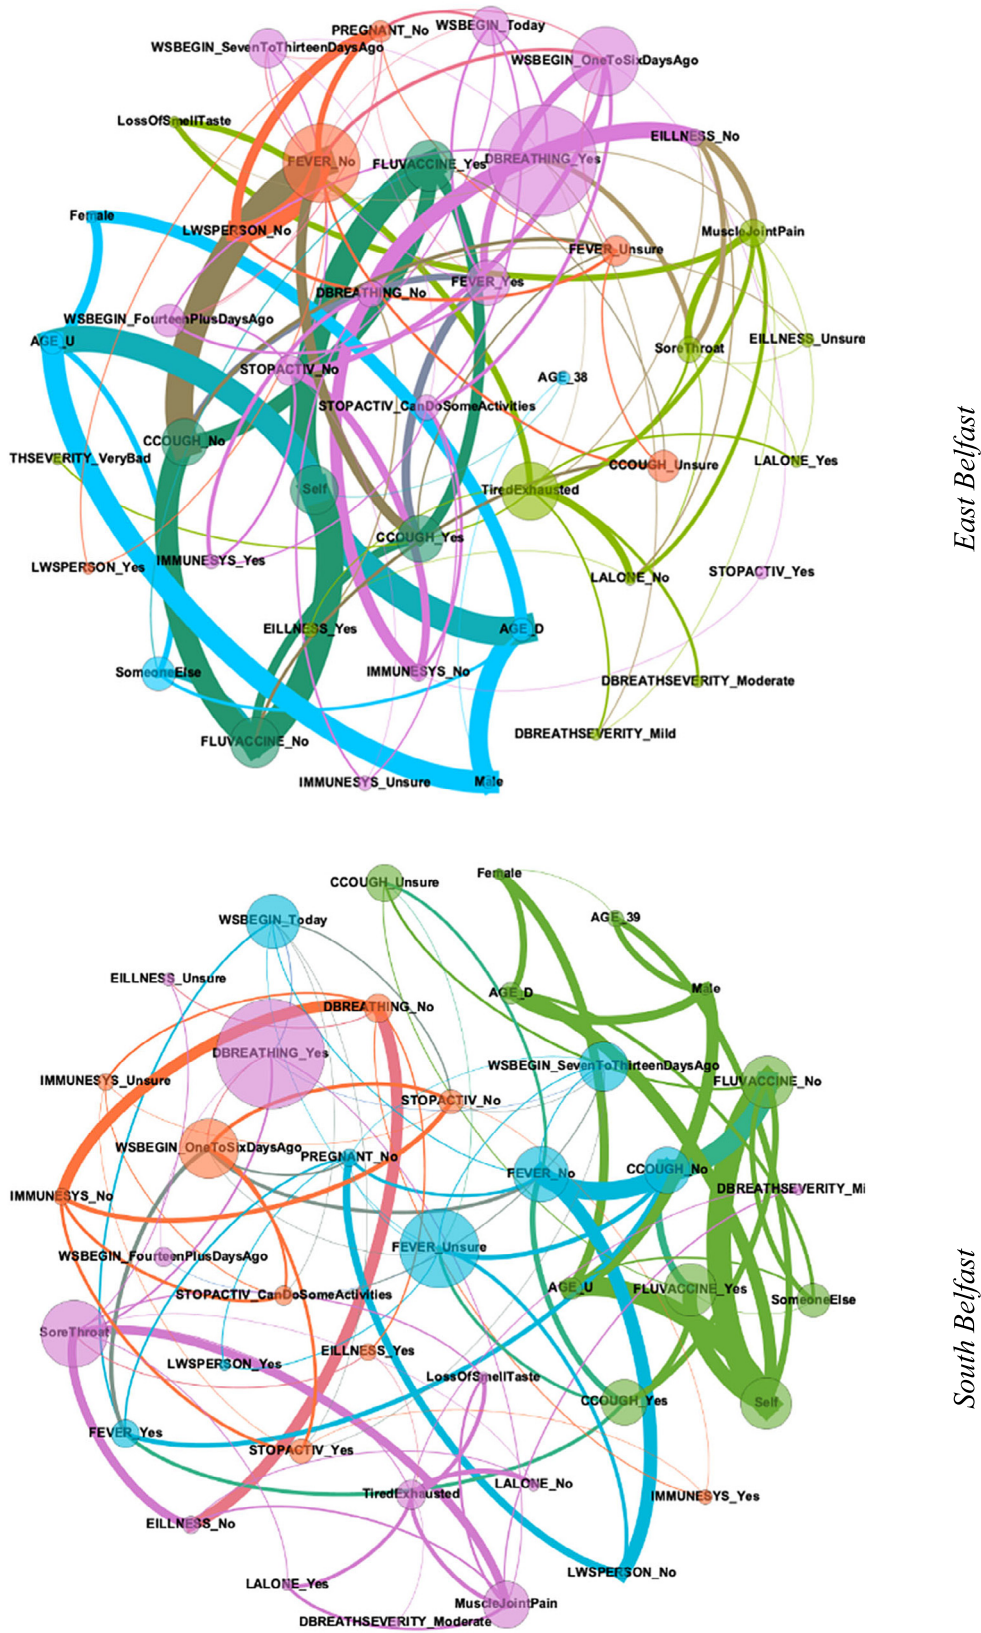 PREGNANT_No
WSBEGIN_Today
WSBEGIN_SevenToThirteenDaysAgo
WSBEGIN_OneToSixDaysAgo
LossOfSmellTaste
EILLNESS_No
FEVER_No
FLUVACCINE_Yes
DBREATHING_Yes
Female
LWSPERSON_No
MuscleJointPain
FEVER_Unsure
FEVER_Yes
DBREATHING_No
WSBEGIN_FourteenPlusDaysAgo
AGE_U
SoreThroat
EILLNESS_Unsure
STOPACTIV_No
AGE_38
STOPACTIV_CanDoSomeActivities
CCOUGH_No
THSEVERITY_VeryBad
CCOUGH_Unsure
LALONE_Yes
Self
TiredExhausted
CCOUGH_Yes
LWSPERSON_Yes
IMMUNESYS_Yes
LALONE_No
STOPACTIV_Yes
EILLNESS_Yes
AGE_D
SomeoneElse
IMMUNESYS_No
DBREATHSEVERITY_Moderate
FLUVACCINE_No
DBREATHSEVERITY_Mild
IMMUNESYS_Unsure
Male
East Belfast
Female
CCOUGH_Unsure
WSBEGIN_Today
AGE_39
EILLNESS_Unsure
AGE_D
Male
DBREATHING_No
DBREATHING_Yes
WSBEGIN_SevenToThirteenDaysAgo
IMMUNESYS_Unsure
FLUVACCINE_No
STOPACTIV_No
WSBEGIN_OneToSixDaysAgo
PREGNANT_No
FEVER_No
CCOUGH_No
IMMUNESYS_No
DBREATHSEVERITY_Mi
FEVER_Unsure
WSBEGIN_FourteenPlusDaysAgo
STOPACTIV_CanDoSomeActivities
AGE_U
FLUVACCINE_Yes
SomeoneElse
SoreThroat
EILLNESS_Yes
LWSPERSON_Yes
LossOfSmellTaste
CCOUGH_Yes
Self
FEVER_Yes
STOPACTIV_Yes
TiredExhausted
LALONE_No
IMMUNESYS_Yes
EILLNESS_No
LWSPERSON_No
LALONE_Yes
MuscleJointPain
DBREATHSEVERITY_Moderate
South Belfast